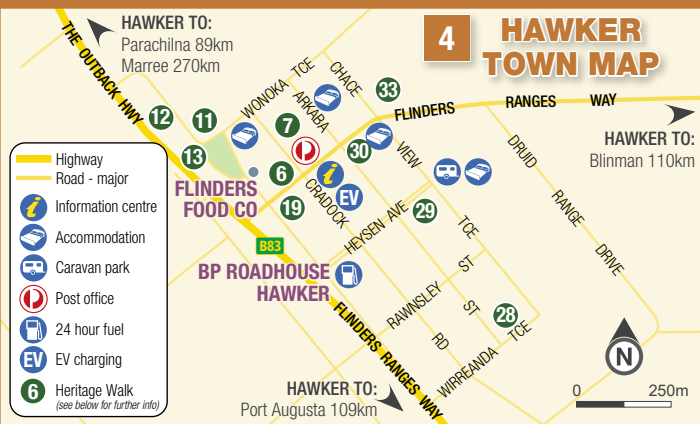 HAWKER TO:
Parachilna 89km
Marree 270km
4
HAWKER
TOWN MAP
THE OUTBACK HWY
WONOKA TCE
ARKABA
CHACE
VIEW
TCE
33
FLINDERS RANGES WAY
HAWKER TO:
Blinman 110km
12
11
13
7
6
30
19
29
28
EV
FLINDERS
FOOD CO
CRADOCK
RD
HEYSEN AVE
DRUID RANGE DRIVE
B83
BP ROADHOUSE
HAWKER
RAWNSLEY ST
ST
WIRREANDA TCE
FLINDERS RANGES WAY
HAWKER TO:
Port Augusta 109km
N
0 250m
Highway
Road - major
i Information centre
Accommodation
Caravan park
Post office
24 hour fuel
EV EV charging
6 Heritage Walk
(see below for further info)